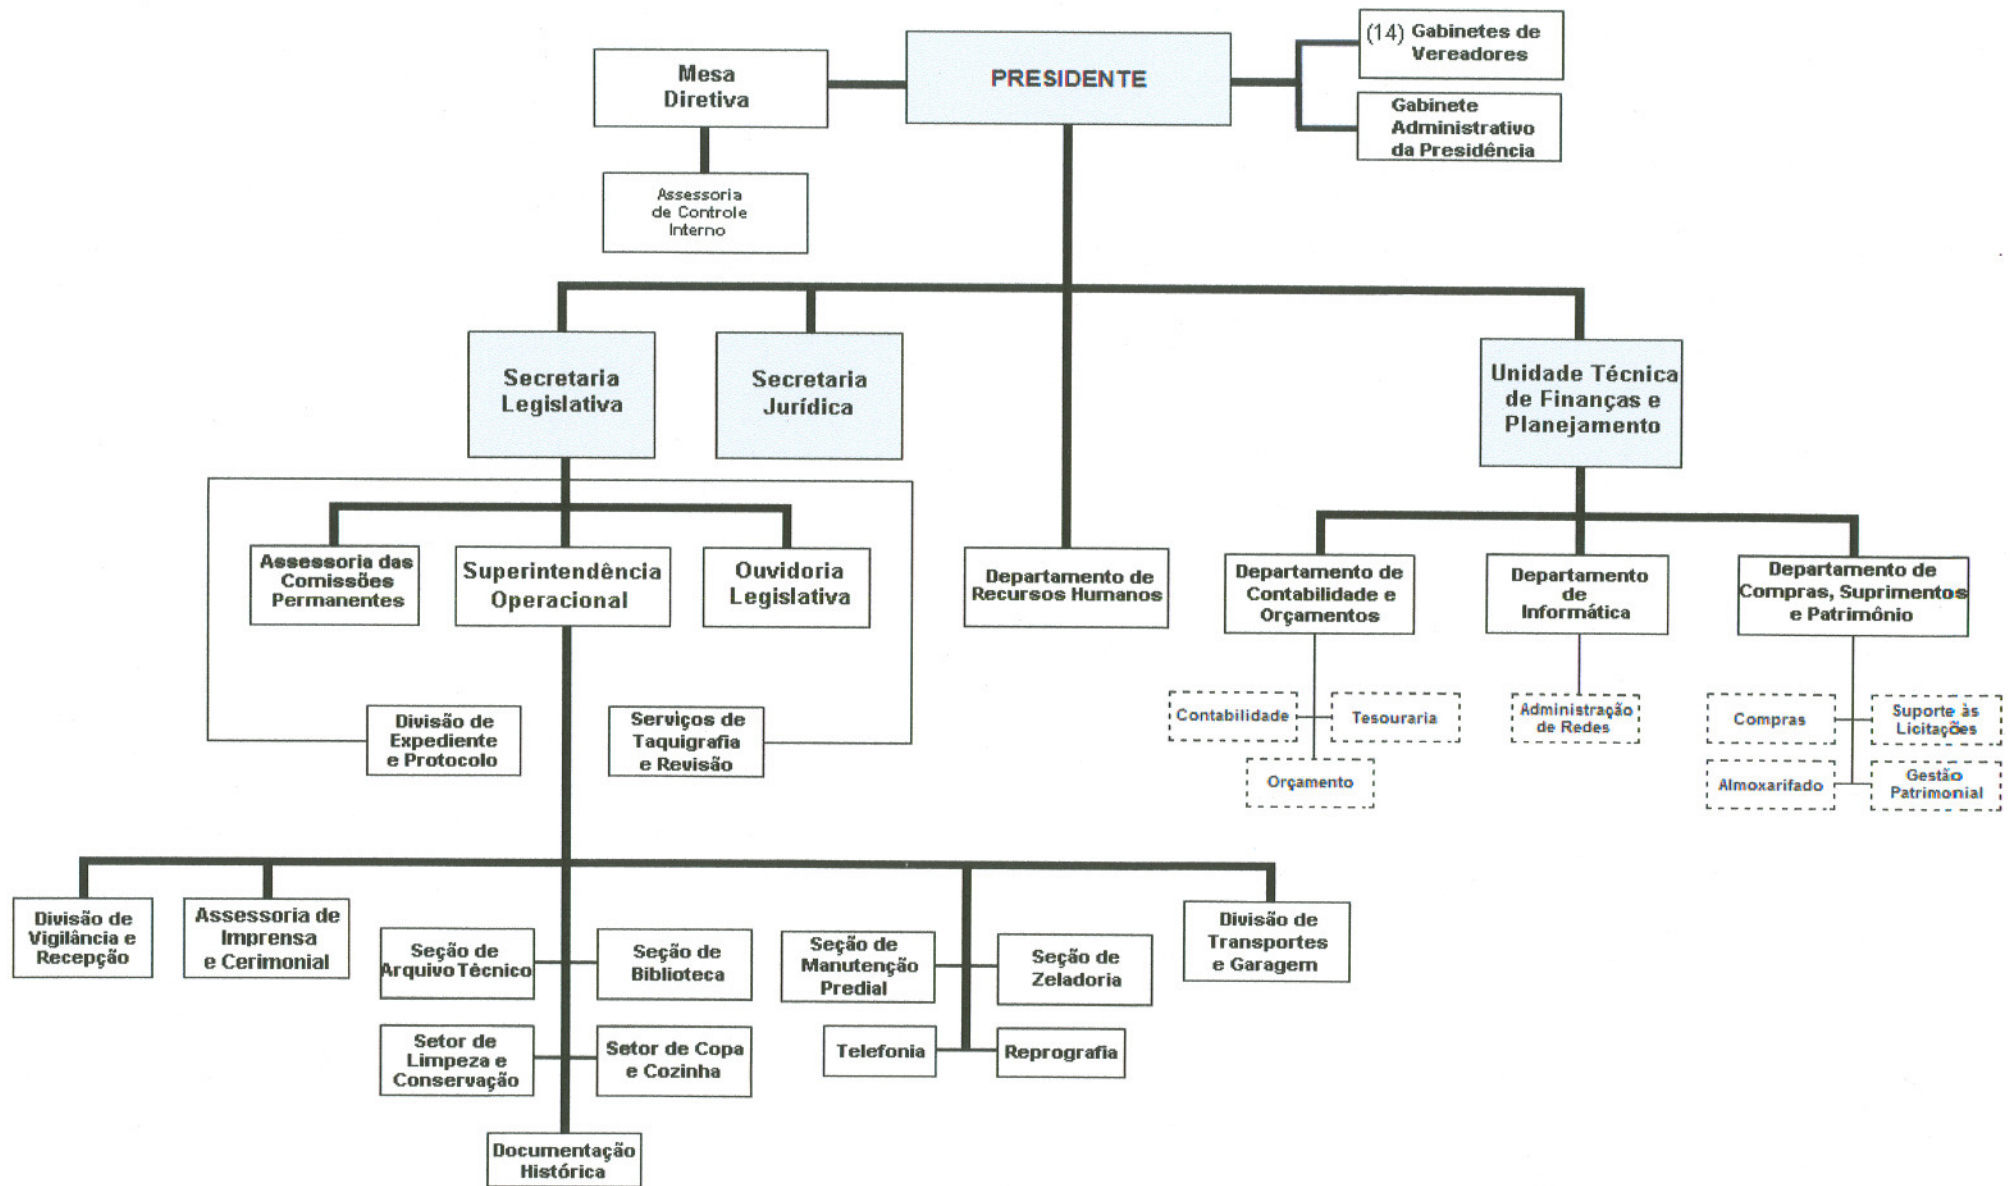 (14) Gabinetes de
Vereadores
Mesa
Diretiva
PRESIDENTE
Gabinete
Administrativo
da Presidência
Assessoria
de Controle
Interno
Secretaria
Legislativa
Secretaria
Jurídica
Unidade Técnica
de Finanças e
Planejamento
Assessoria das
Comissões
Permanentes
Superintendência
Operacional
Ouvidoria
Legislativa
Departamento de
Recursos Humanos
Departamento de
Contabilidade e
Orçamentos
Departamento
de
Informática
Departamento de
Compras, Suprimentos
e Patrimônio
Divisão de
Expediente
e Protocolo
Serviços de
Taquigrafia
e Revisão
Contabilidade
Tesouraria
Orçamento
Administração
de Redes
Compras
Suporte às
Licitações
Almoxarifado
Gestão
Patrimonial
Divisão de
Vigilância e
Recepção
Assessoria de
Imprensa
e Cerimonial
Seção de
Arquivo Técnico
Seção de
Biblioteca
Seção de
Manutenção
Predial
Seção de
Zeladoria
Divisão de
Transportes
e Garagem
Setor de
Limpeza e
Conservação
Setor de Copa
e Cozinha
Telefonia
Reprografia
Documentação
Histórica